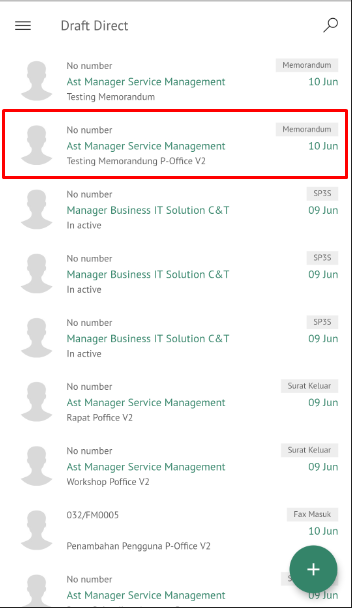 Draft Direct
No number
Memorandum
Ast Manager Service Management
10 Jun
Testing Memorandum
No number
Memorandum
Ast Manager Service Management
10 Jun
Testing Memorandung P-Office V2
No number
SP3S
Manager Business IT Solution C&T
09 Jun
In active
No number
SP3S
Manager Business IT Solution C&T
09 Jun
In active
No number
SP3S
Manager Business IT Solution C&T
09 Jun
In active
No number
Surat Keluar
Ast Manager Service Management
09 Jun
Rapat Poffice V2
No number
Surat Keluar
Ast Manager Service Management
09 Jun
Workshop Poffice V2
032/FM0005
Fax Masuk
10 Jun
Penambahan Pengguna P-Office V2
No number
Ast Manager Service Management
09 Jun